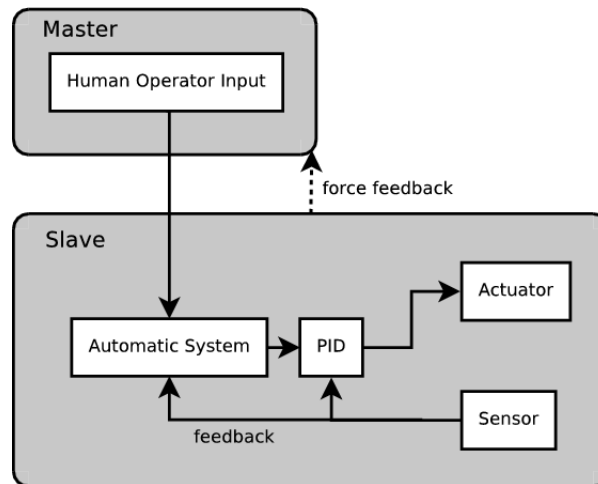 Master
Human Operator Input
force feedback
Slave
Actuator
Automatic System
PID
Sensor
feedback